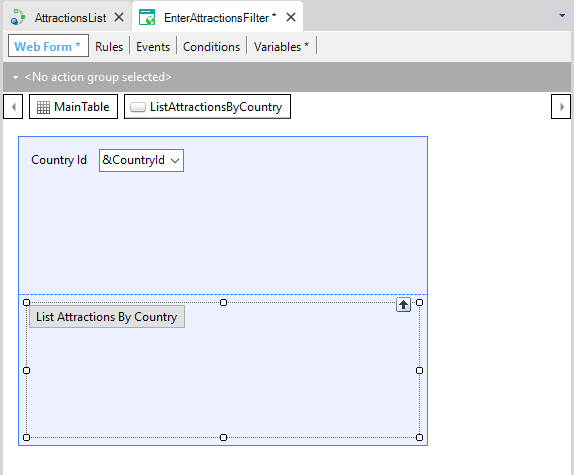 AttractionsList EnterAttractionsFilter *
Web Form * Rules Events Conditions Variables *
<No action group selected>
MainTable ListAttractionsByCountry
Country Id &CountryId
List Attractions By Country